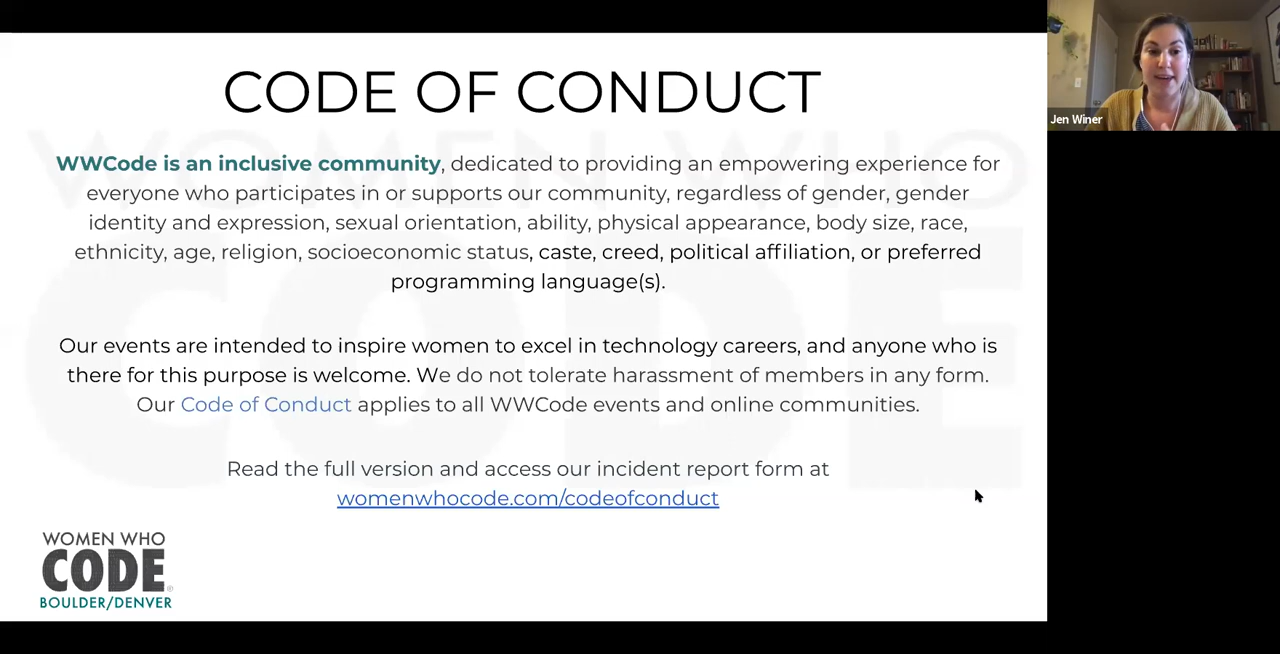 CODE OF CONDUCT
WWCode is an inclusive community, dedicated to providing an empowering experience for
everyone who participates in or supports our community, regardless of gender, gender
identity and expression, sexual orientation, ability, physical appearance, body size, race,
ethnicity, age, religion, socioeconomic status, caste, creed, political affiliation, or preferred
programming language(s).
Our events are intended to inspire women to excel in technology careers, and anyone who is
there for this purpose is welcome. We do not tolerate harassment of members in any form.
Our Code of Conduct applies to all WWCode events and online communities.
Read the full version and access our incident report form at
womenwhocode.com/codeofconduct
WOMEN WHO
CODE®
BOULDER/DENVER
Jen Winer
WOMEN WHO
CODE